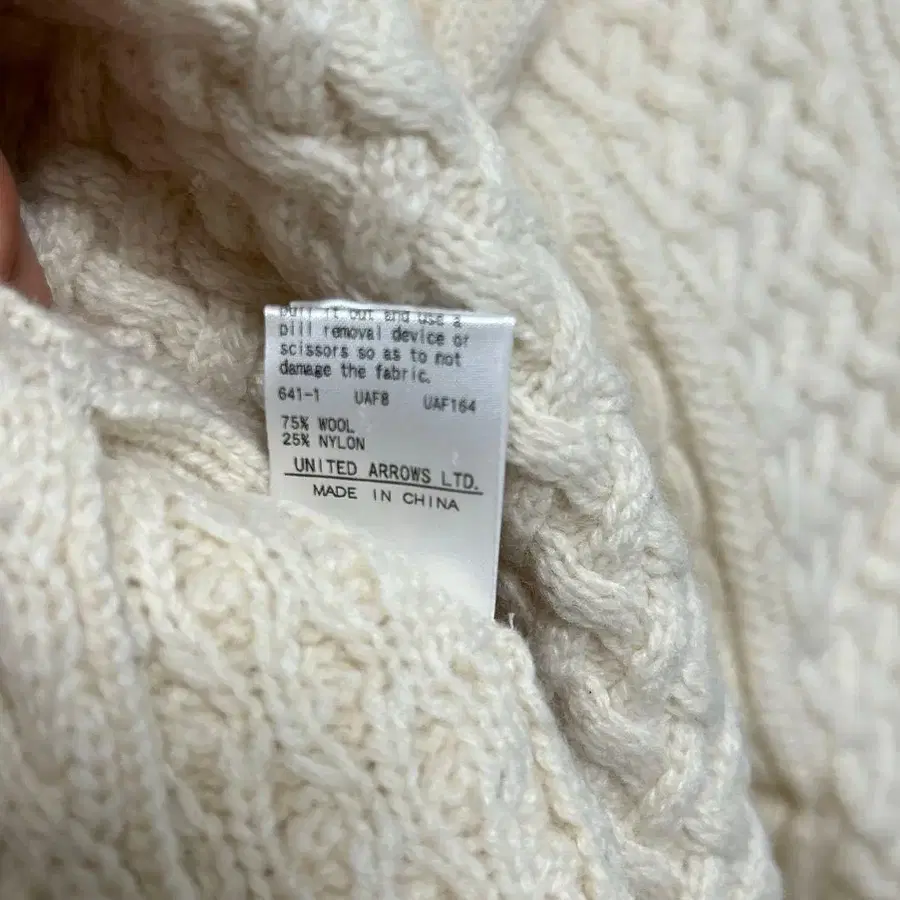 pull it out and use a
pill removal device or
scissors so as to not
damage the fabric.
641-1 UAF8 UAF164
75% WOOL
25% NYLON
UNITED ARROWS LTD.
MADE IN CHINA